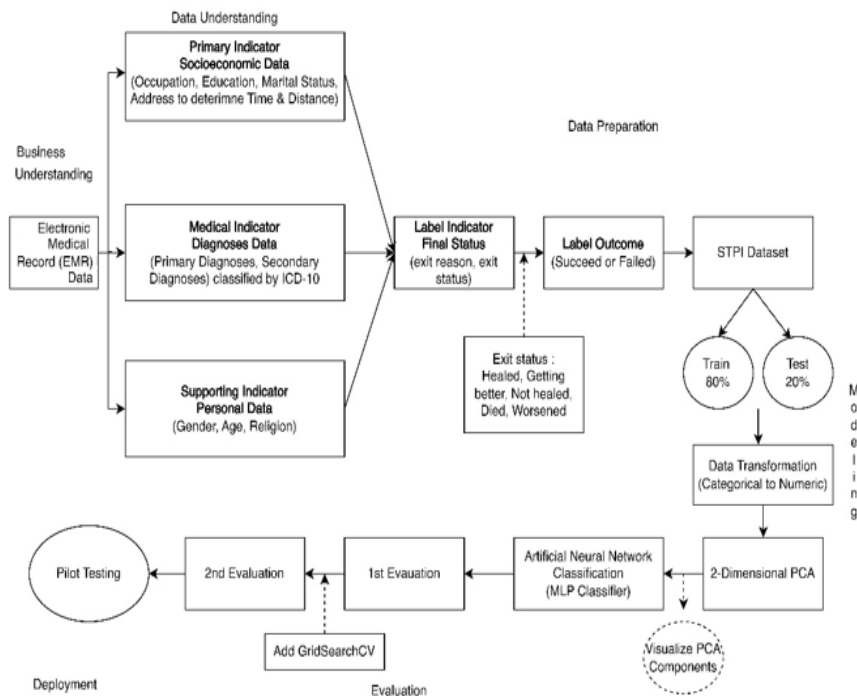 Data Understanding
Primary Indicator
Socioeconomic Data
(Occupation, Education, Marital Status,
Address to deterimne Time & Distance)
Data Preparation
Business
Understanding
Electronic
Medical
Record (EMR)
Data
Medical Indicator
Diagnoses Data
(Primary Diagnoses, Secondary
Diagnoses) classified by ICD-10
Label Indicator
Final Status
(exit reason, exit
status)
Label Outcome
(Succeed or Failed)
STPI Dataset
Exit status :
Healed, Getting
better, Not healed,
Died, Worsened
Train
80%
Test
20%
Supporting Indicator
Personal Data
(Gender, Age, Religion)
Modeling
Data Transformation
(Categorical to Numeric)
2-Dimensional PCA
Visualize PCA
Components
Artificial Neural Network
Classification
(MLP Classifier)
1st Evauation
Add GridSearchCV
2nd Evaluation
Pilot Testing
Deployment
Evaluation